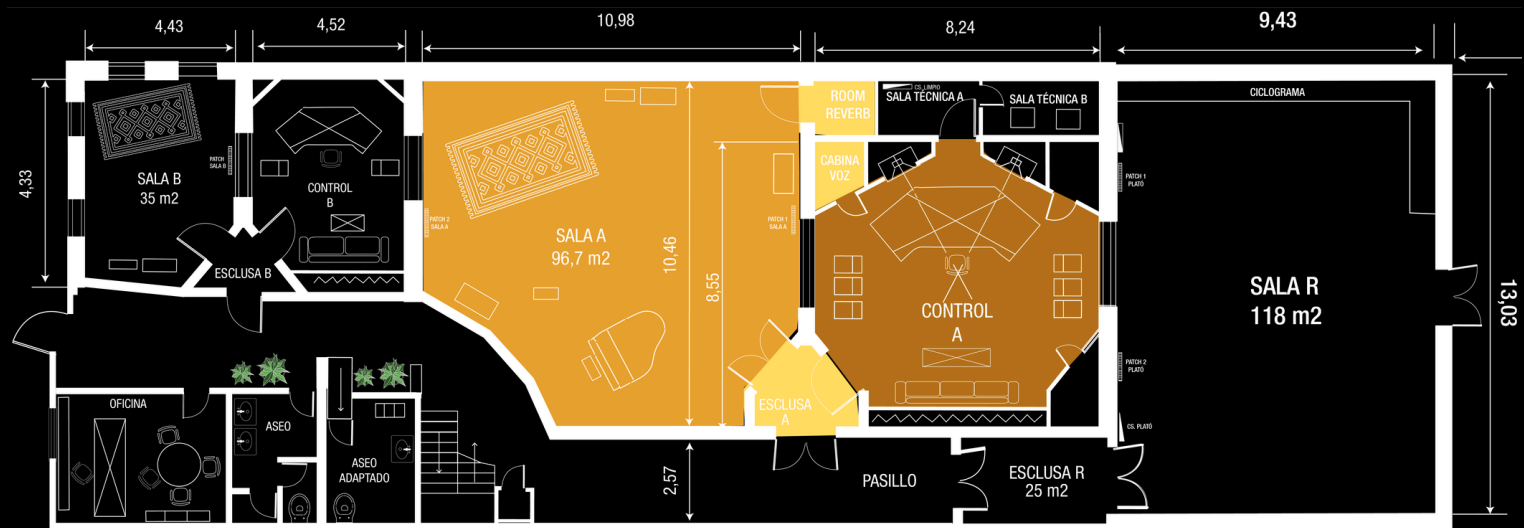 4,43
4,52
10,98
8,24
9,43
ROOM
REVERB
CS. LIMPIO
SALA TÉCNICA A
SALA TÉCNICA B
CICLOGRAMA
4,33
PATCH
SALA B
SALA B
35 m2
CONTROL
B
CABINA
VOZ
PATCH 1
PLATÓ
PATCH 2
SALA A
PATCH 1
SALA A
SALA A
96,7 m2
10,46
8,55
ESCLUSA B
CONTROL
A
SALA R
118 m2
13,03
PATCH 2
PLATÓ
OFICINA
ESCLUSA
A
ASEO
CS. PLATÓ
ASEO
ADAPTADO
2,57
PASILLO
ESCLUSA R
25 m2